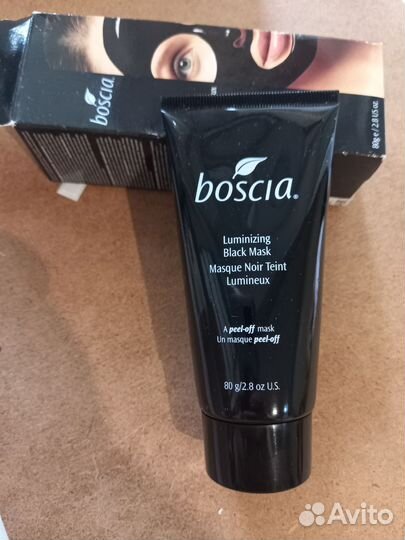 boscia
80g e / 2.8 US oz.
boscia®
Luminizing
Black Mask
Masque Noir Teint
Lumineux
A peel-off mask
Un masque peel-off
80 g/2.8 oz U.S.
Avito